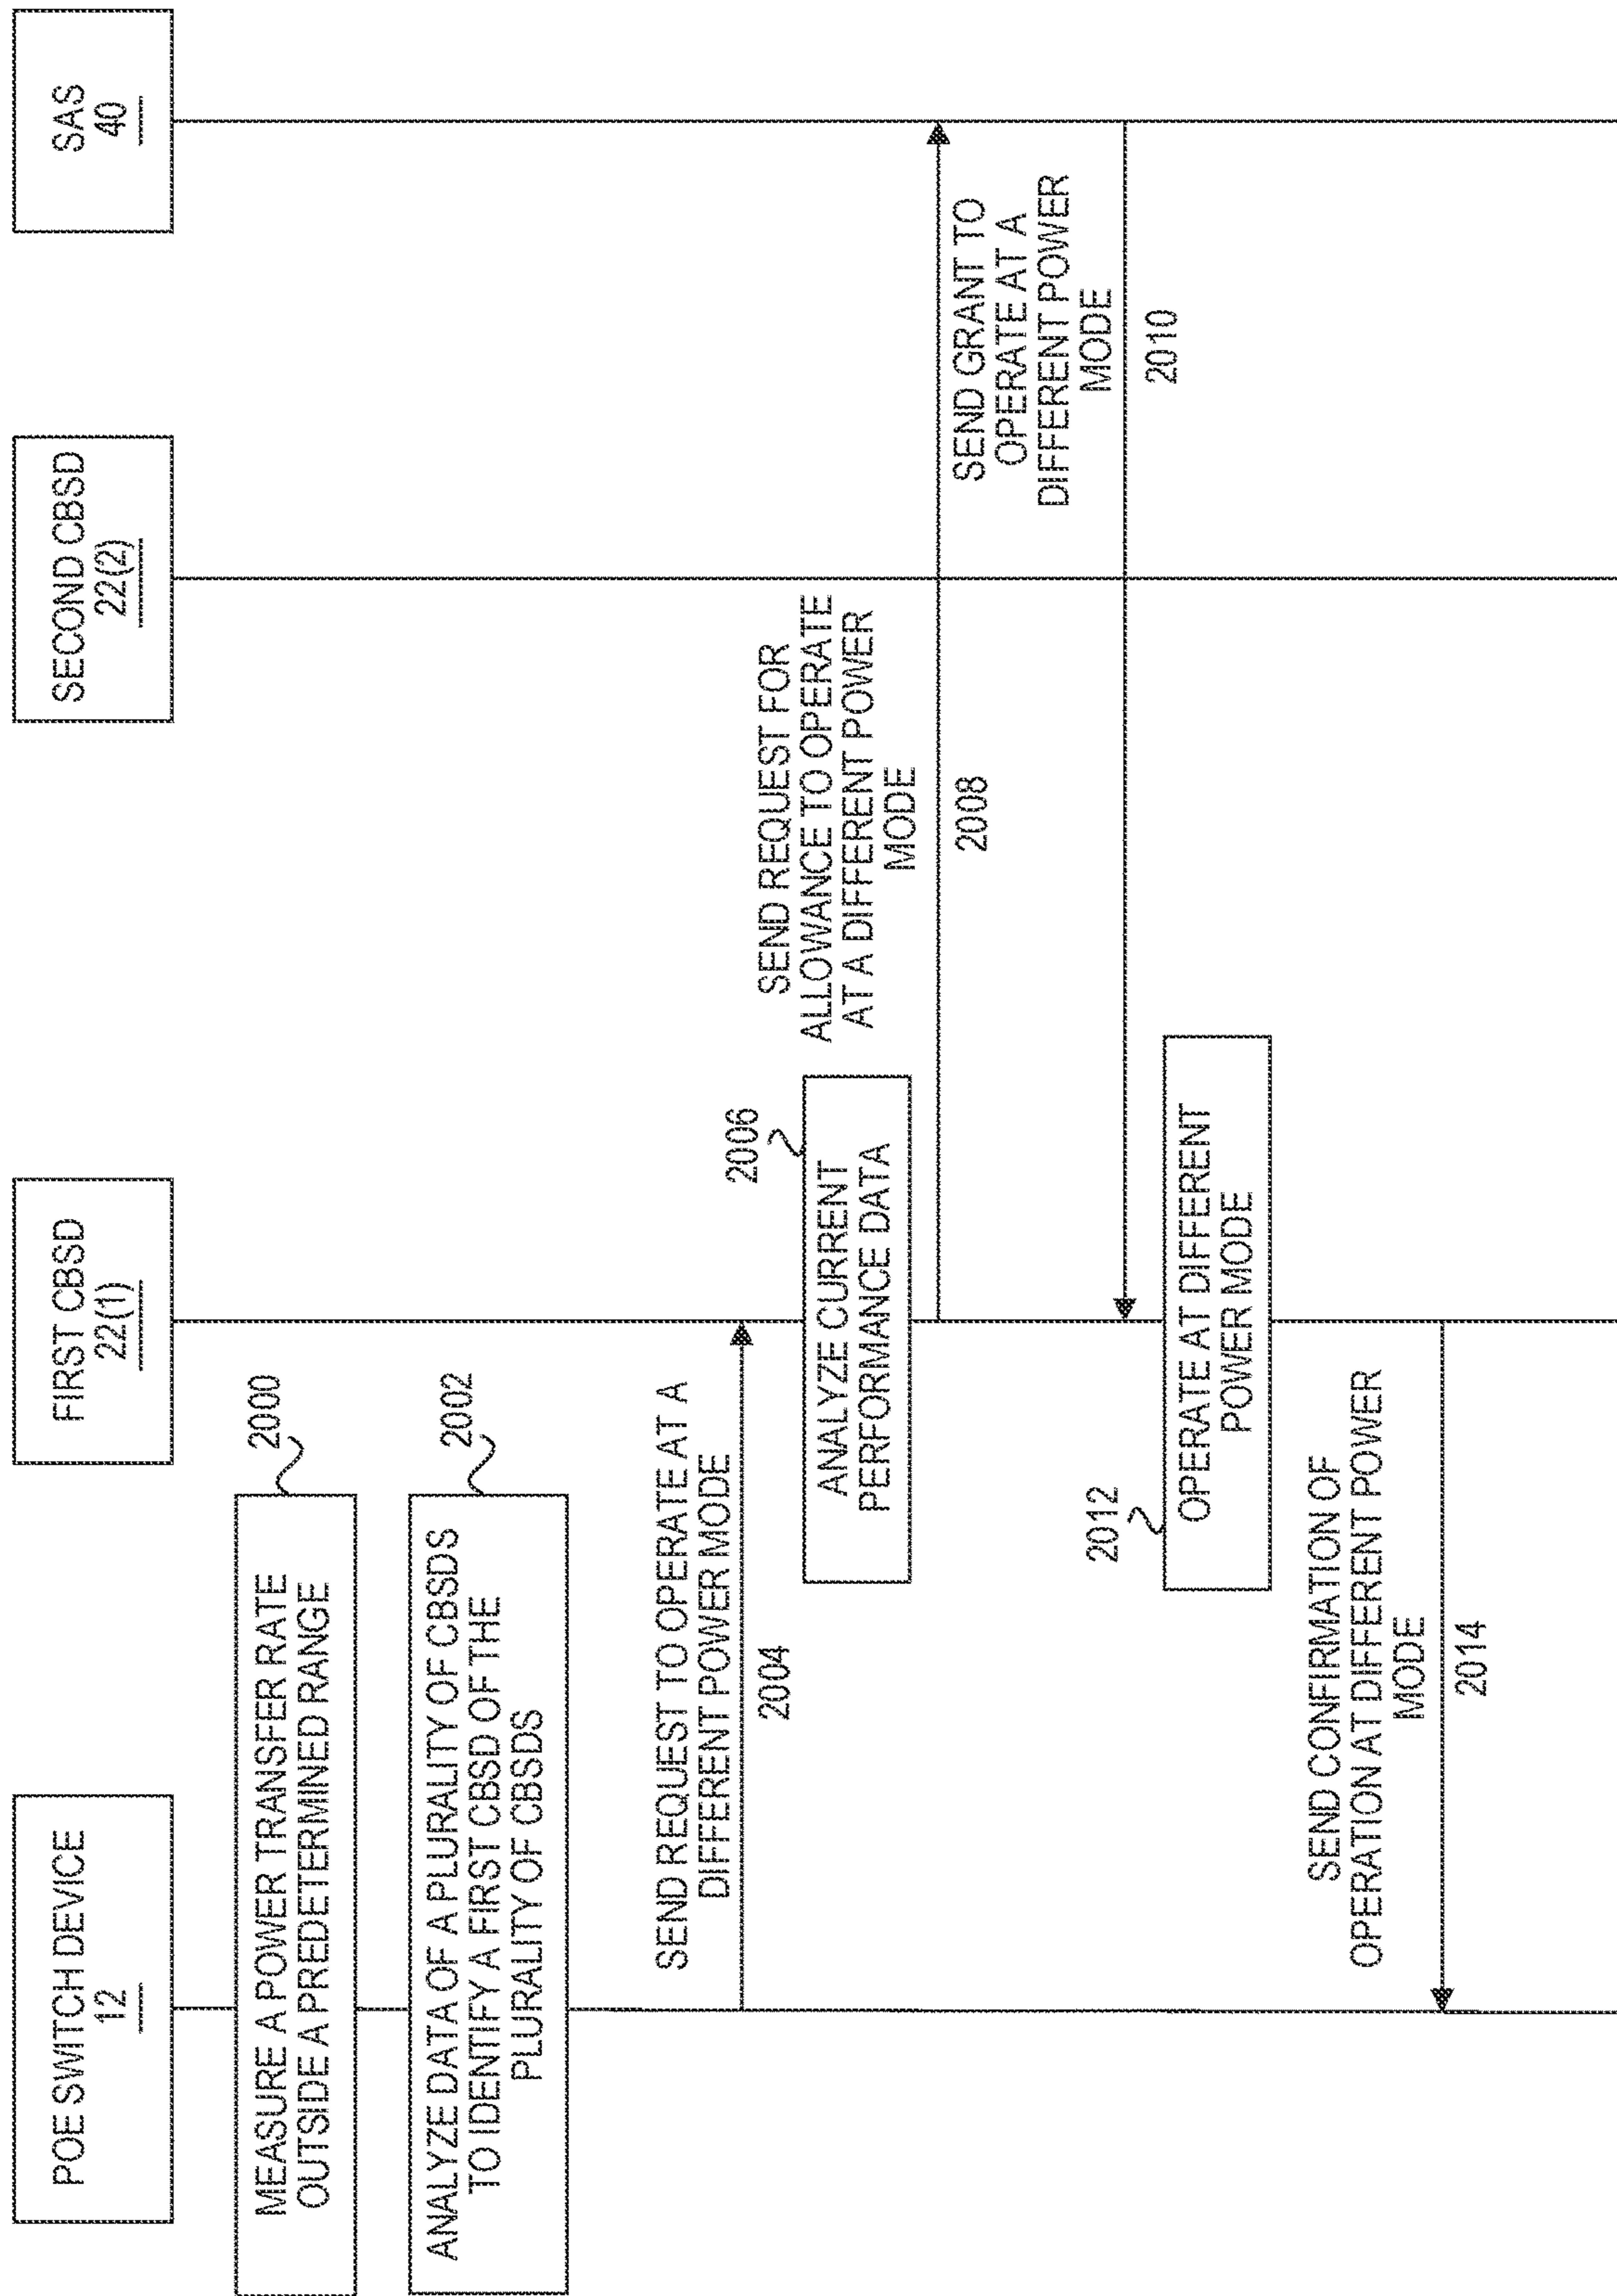 POE SWITCH DEVICE
12
FIRST CBSD
22(1)
SECOND CBSD
22(2)
SAS
40
2000
MEASURE A POWER TRANSFER RATE
OUTSIDE A PREDETERMINED RANGE
2002
ANALYZE DATA OF A PLURALITY OF CBSDS
TO IDENTIFY A FIRST CBSD OF THE
PLURALITY OF CBSDS
SEND REQUEST TO OPERATE AT A
DIFFERENT POWER MODE
2004
2006
ANALYZE CURRENT
PERFORMANCE DATA
SEND REQUEST FOR
ALLOWANCE TO OPERATE
AT A DIFFERENT POWER
MODE
2008
SEND GRANT TO
OPERATE AT A
DIFFERENT POWER
MODE
2010
2012
OPERATE AT DIFFERENT
POWER MODE
SEND CONFIRMATION OF
OPERATION AT DIFFERENT POWER
MODE
2014